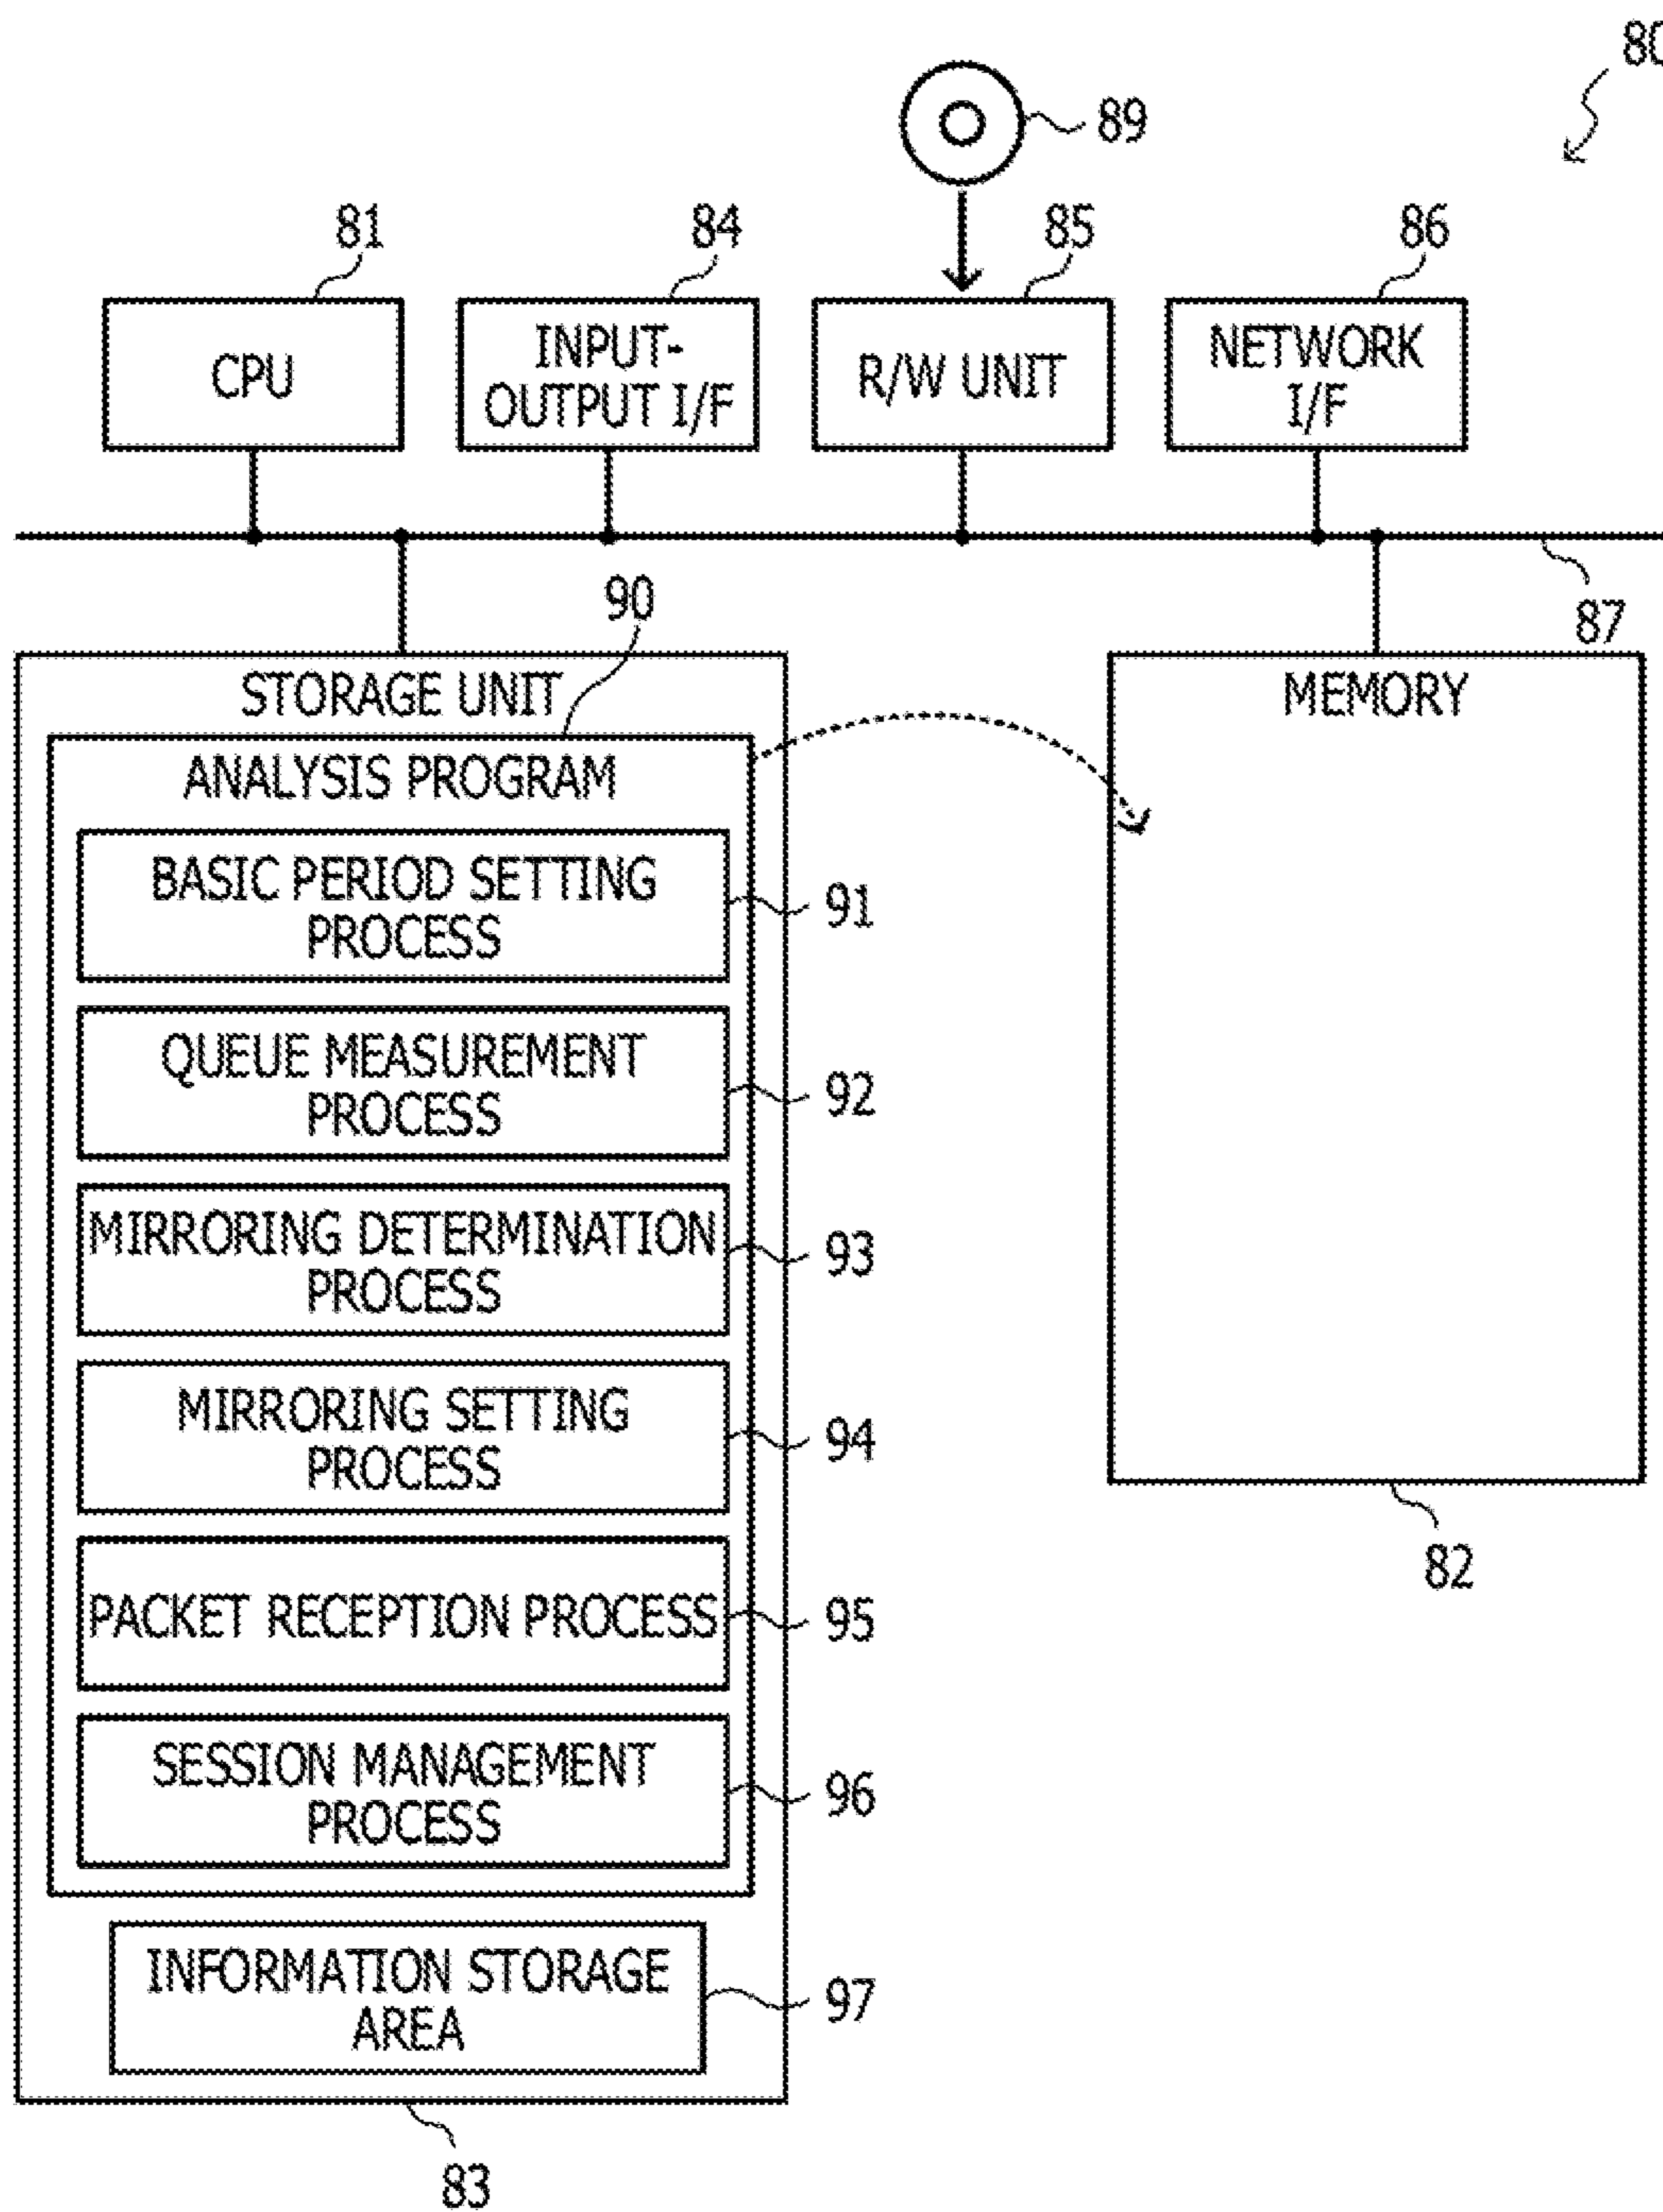 80
89
81
84
85
86
CPU
INPUT-
OUTPUT I/F
R/W UNIT
NETWORK
I/F
87
90
STORAGE UNIT
ANALYSIS PROGRAM
BASIC PERIOD SETTING
PROCESS
91
QUEUE MEASUREMENT
PROCESS
92
MIRRORING DETERMINATION
PROCESS
93
MIRRORING SETTING
PROCESS
94
PACKET RECEPTION PROCESS
95
SESSION MANAGEMENT
PROCESS
96
INFORMATION STORAGE
AREA
97
83
MEMORY
82